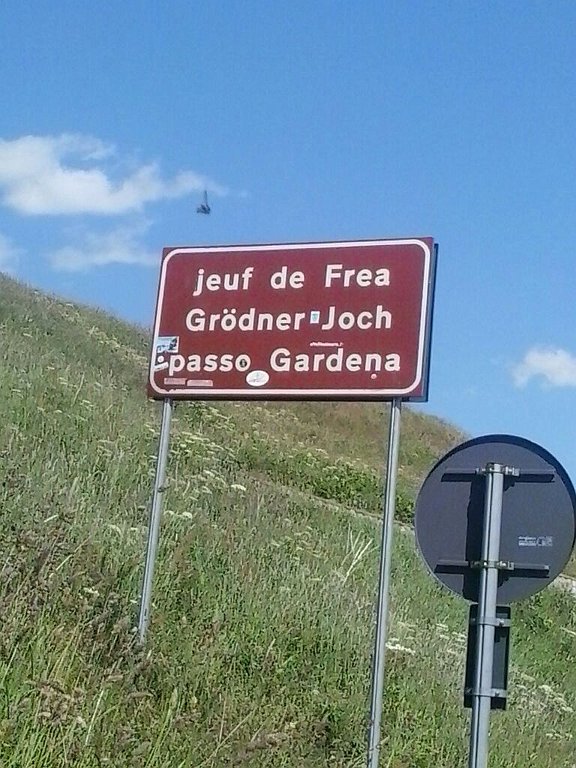 jeuf de Frea
Grödner Joch
passo Gardena